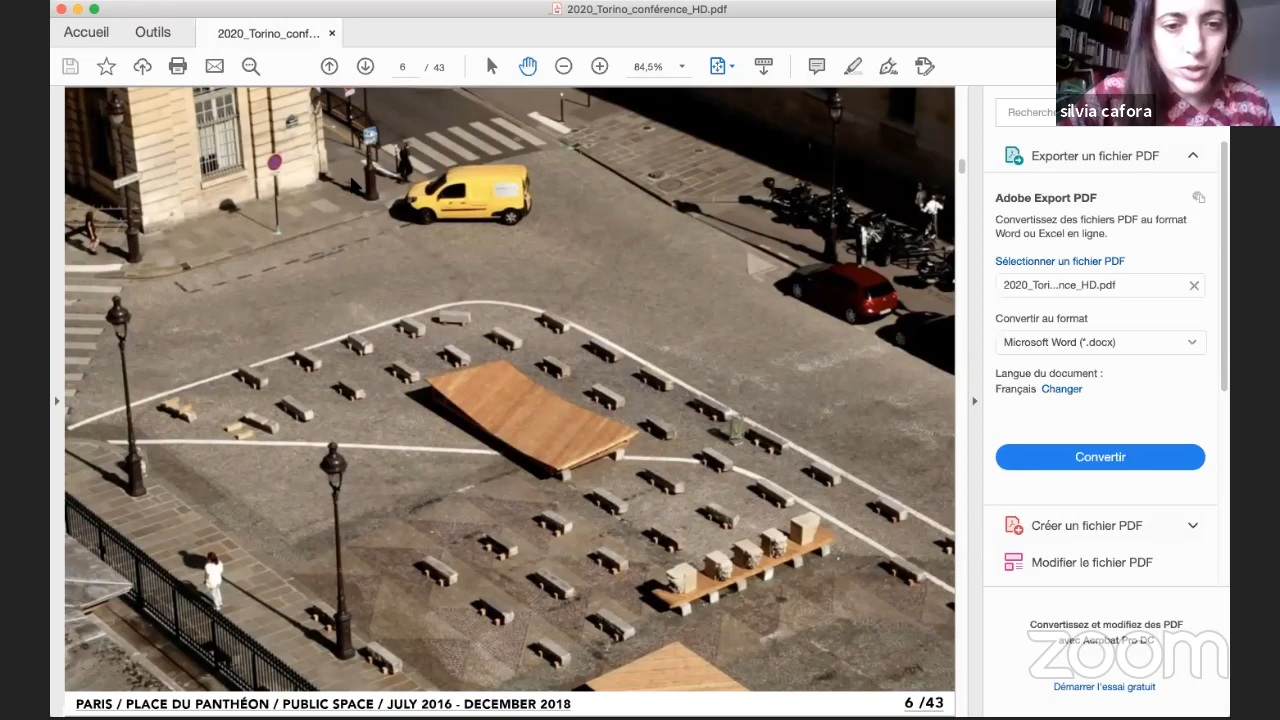 2020_Torino_conférence_HD.pdf
Accueil
Outils
2020_Torino_conf...
6
/ 43
84,5%
silvia cafora
Recherche
Exporter un fichier PDF
Adobe Export PDF
Convertissez des fichiers PDF au format
Word ou Excel en ligne.
Sélectionner un fichier PDF
2020_Tori...nce_HD.pdf
Convertir au format
Microsoft Word (*.docx)
Langue du document :
Français Changer
Convertir
Créer un fichier PDF
Modifier le fichier PDF
Convertissez et modifiez des PDF
avec Acrobat Pro DC
zoom
Démarrer l'essai gratuit
PARIS / PLACE DU PANTHÉON / PUBLIC SPACE / JULY 2016 - DECEMBER 2018
6 /43